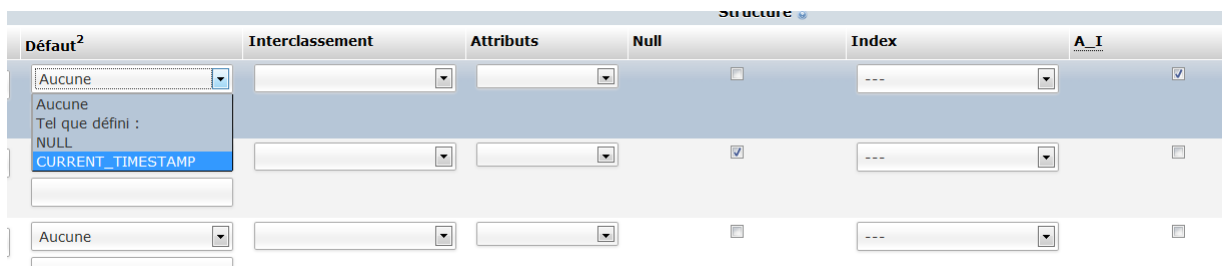 Structure
Défaut² Interclassement Attributs Null Index A_I
Aucune ---
Aucune
Tel que défini :
NULL
CURRENT_TIMESTAMP ---
Aucune ---